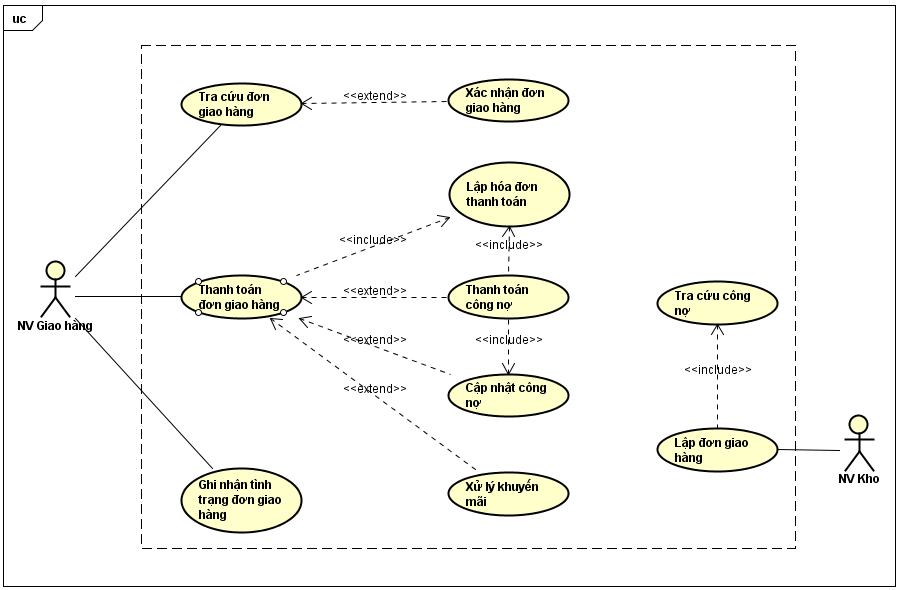 uc
Tra cứu đơn
giao hàng
<<extend>>
Xác nhận đơn
giao hàng
Lập hóa đơn
thanh toán
<<include>>
<<include>>
NV Giao hàng
Thanh toán
đơn giao hàng
<<extend>>
Thanh toán
công nợ
Tra cứu công
nợ
<<extend>>
<<include>>
<<include>>
<<extend>>
Cập nhật công
nợ
Lập đơn giao
hàng
NV Kho
Ghi nhận tình
trạng đơn giao
hàng
Xử lý khuyến
mãi